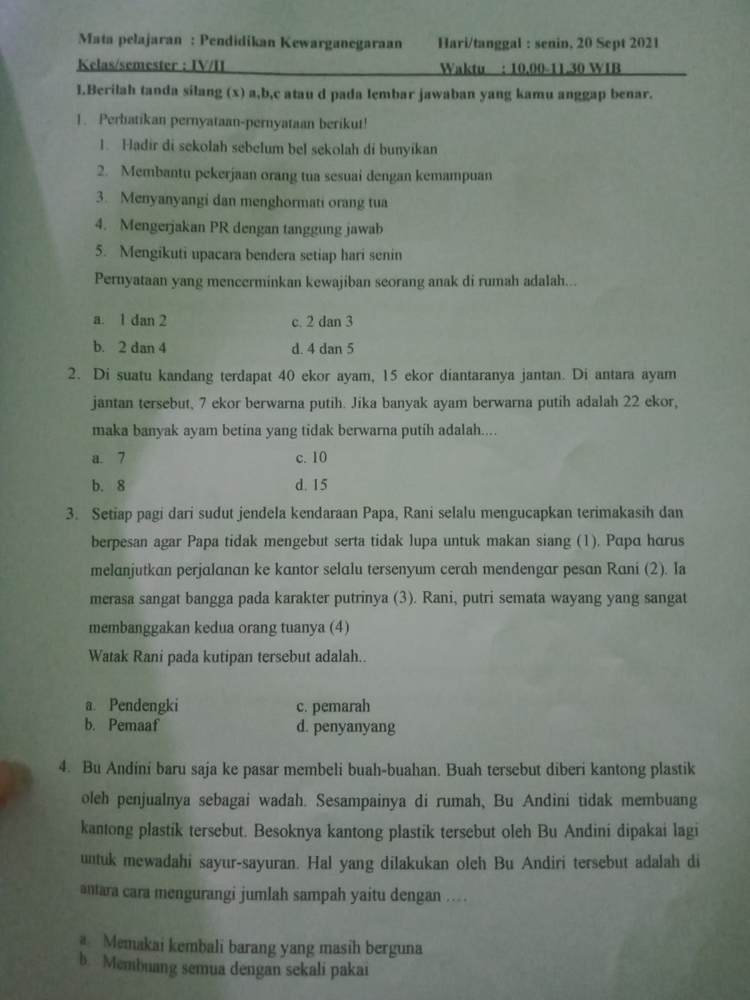 Mata pelajaran : Pendidikan Kewarganegaraan Hari/tanggal : senin, 20 Sept 2021
Kelas/semester : IV/II Waktu : 10.00-11.30 WIB
I.Berilah tanda silang (x) a,b,c atau d pada lembar jawaban yang kamu anggap benar.
1. Perhatikan pernyataan-pernyataan berikut!
1. Hadir di sekolah sebelum bel sekolah di bunyikan
2. Membantu pekerjaan orang tua sesuai dengan kemampuan
3. Menyanyangi dan menghormati orang tua
4. Mengerjakan PR dengan tanggung jawab
5. Mengikuti upacara bendera setiap hari senin
Pernyataan yang mencerminkan kewajiban seorang anak di rumah adalah...
a. 1 dan 2 c. 2 dan 3
b. 2 dan 4 d. 4 dan 5
2. Di suatu kandang terdapat 40 ekor ayam, 15 ekor diantaranya jantan. Di antara ayam
jantan tersebut, 7 ekor berwarna putih. Jika banyak ayam berwarna putih adalah 22 ekor,
maka banyak ayam betina yang tidak berwarna putih adalah....
a. 7 c. 10
b. 8 d. 15
3. Setiap pagi dari sudut jendela kendaraan Papa, Rani selalu mengucapkan terimakasih dan
berpesan agar Papa tidak mengebut serta tidak lupa untuk makan siang (1). Papa harus
melanjutkan perjalanan ke kantor selalu tersenyum cerah mendengar pesan Rani (2). Ia
merasa sangat bangga pada karakter putrinya (3). Rani, putri semata wayang yang sangat
membanggakan kedua orang tuanya (4)
Watak Rani pada kutipan tersebut adalah..
a. Pendengki c. pemarah
b. Pemaaf d. penyanyang
4. Bu Andini baru saja ke pasar membeli buah-buahan. Buah tersebut diberi kantong plastik
oleh penjualnya sebagai wadah. Sesampainya di rumah, Bu Andini tidak membuang
kantong plastik tersebut. Besoknya kantong plastik tersebut oleh Bu Andini dipakai lagi
untuk mewadahi sayur-sayuran. Hal yang dilakukan oleh Bu Andiri tersebut adalah di
antara cara mengurangi jumlah sampah yaitu dengan ....
a. Memakai kembali barang yang masih berguna
b. Membuang semua dengan sekali pakai